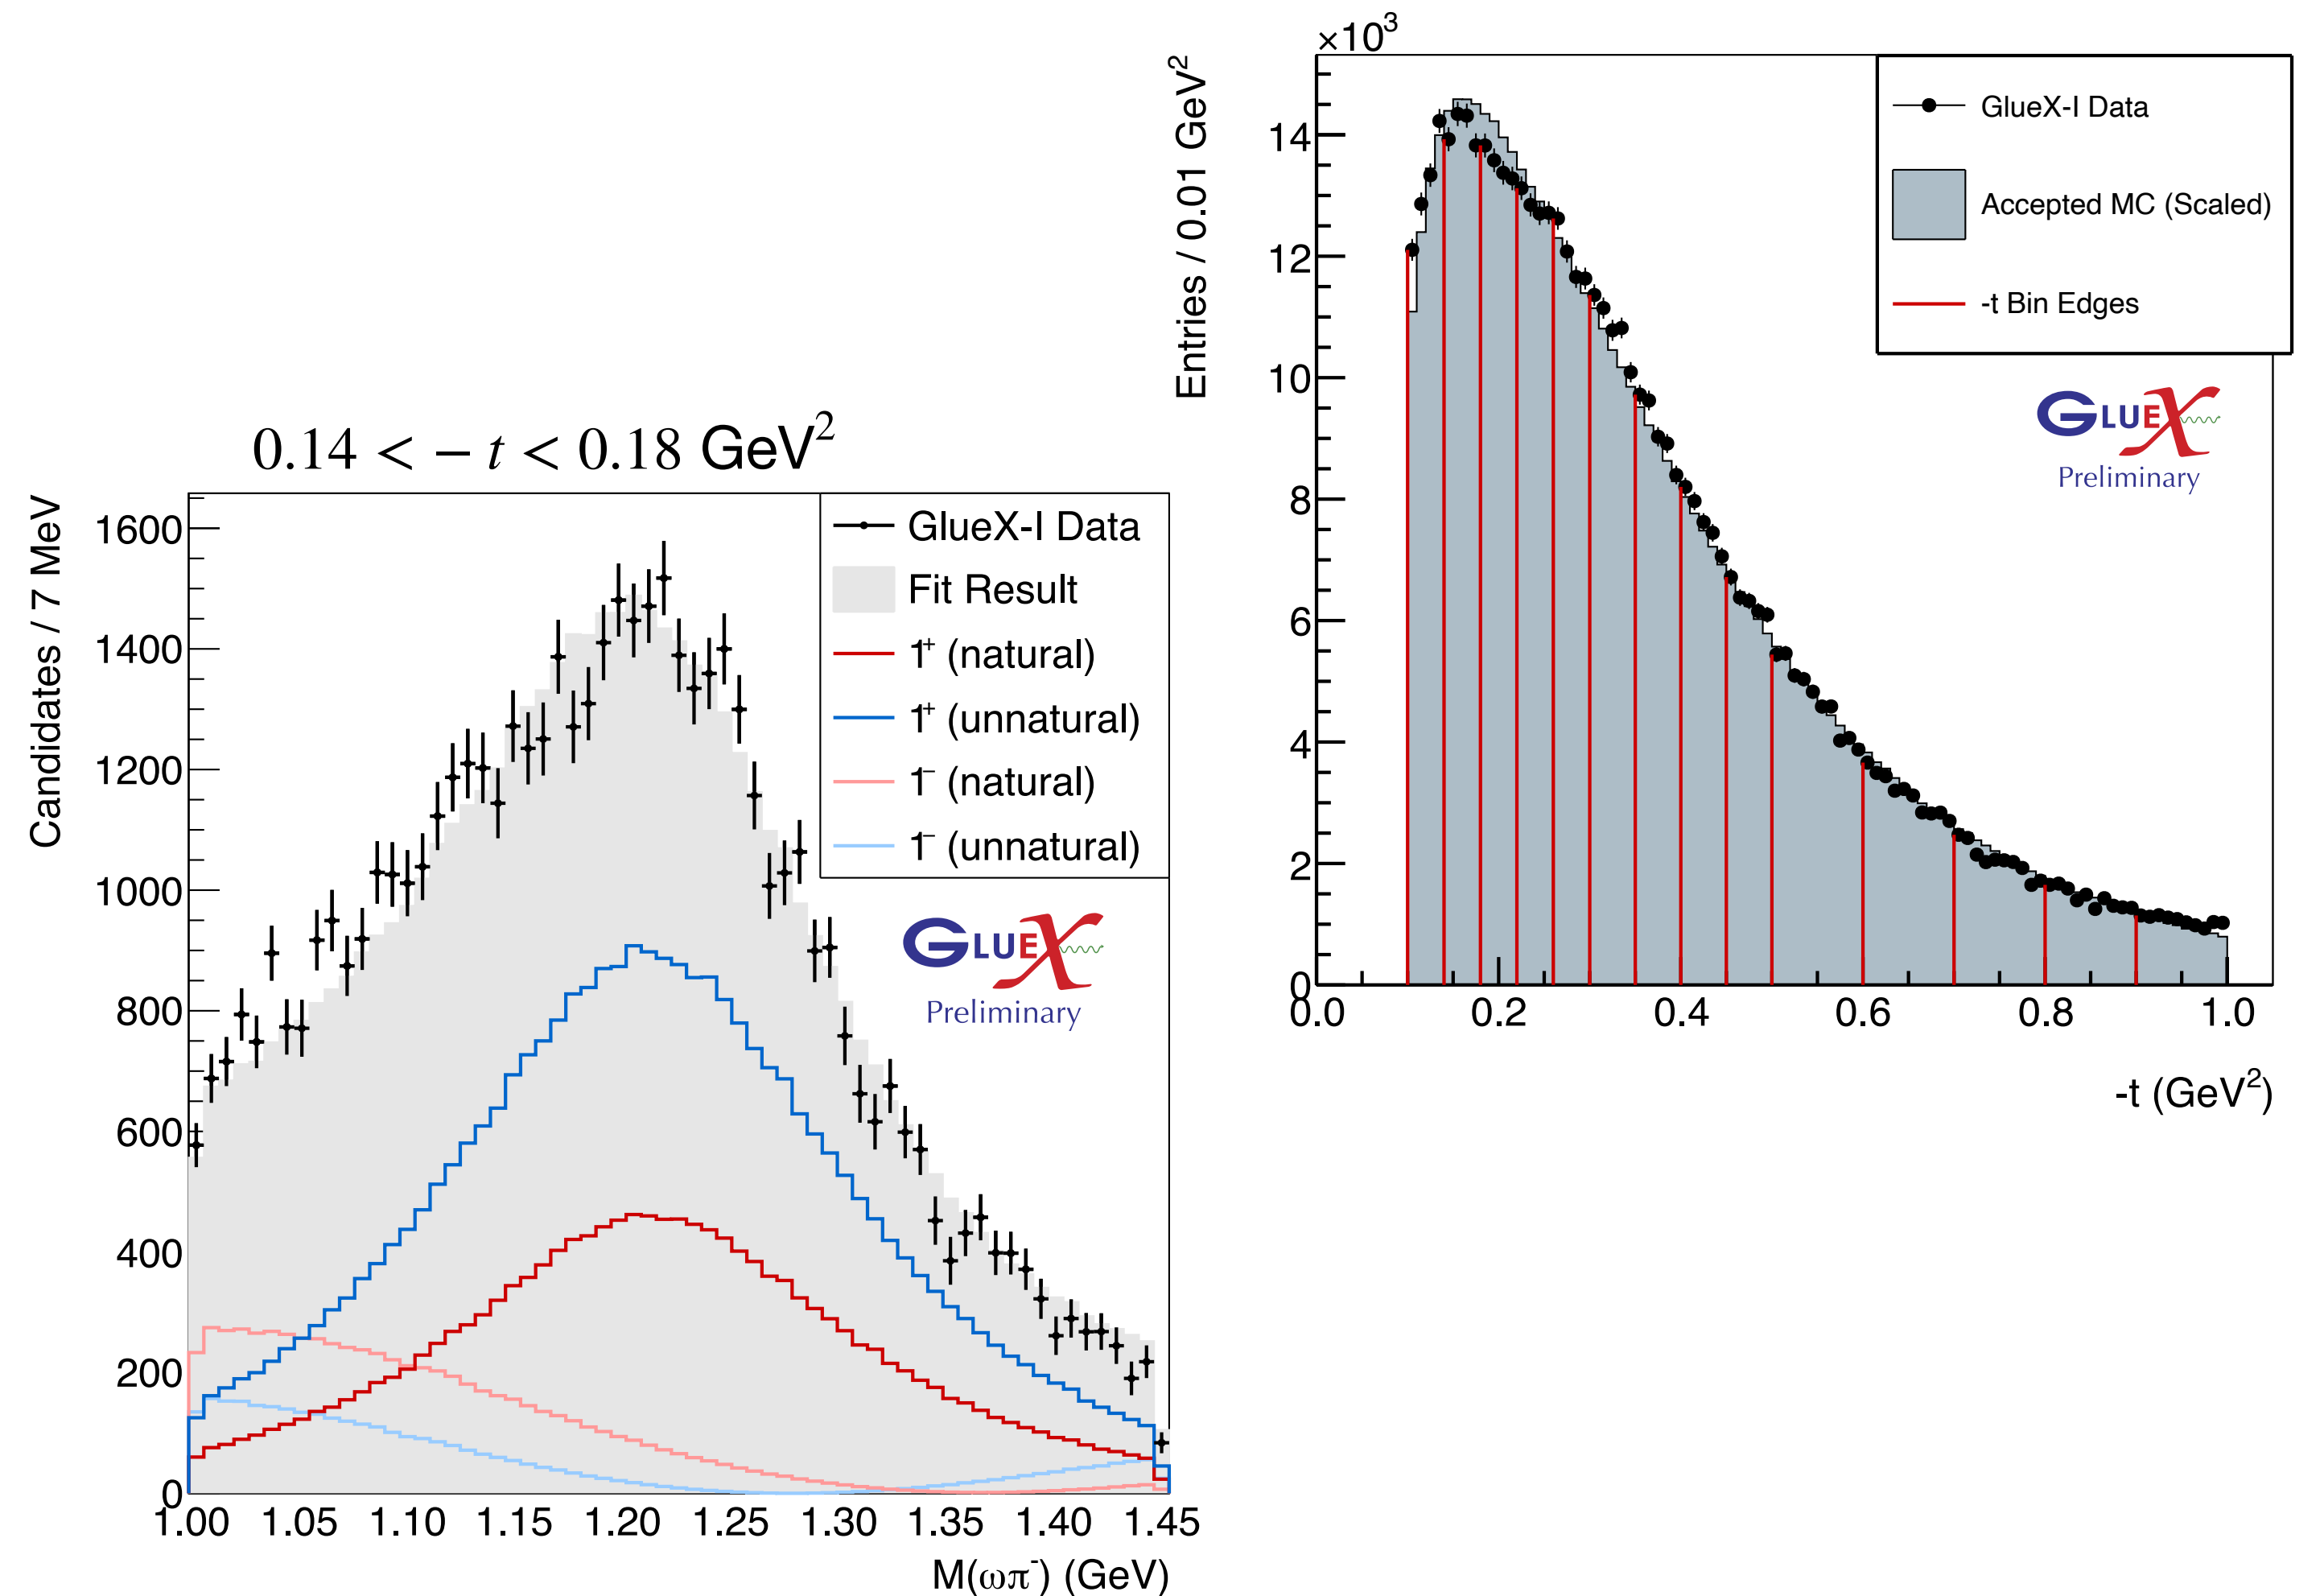 0.14 < − t < 0.18 GeV²
Candidates / 7 MeV
1600
1400
1200
1000
800
600
400
200
0
1.00 1.05 1.10 1.15 1.20 1.25 1.30 1.35 1.40 1.45
M(ωπ⁻) (GeV)
GlueX-I Data
Fit Result
1⁺ (natural)
1⁺ (unnatural)
1⁻ (natural)
1⁻ (unnatural)
GLUEX
Preliminary
×10³
Entries / 0.01 GeV²
14
12
10
8
6
4
2
0
0.0 0.2 0.4 0.6 0.8 1.0
-t (GeV²)
GlueX-I Data
Accepted MC (Scaled)
-t Bin Edges
GLUEX
Preliminary